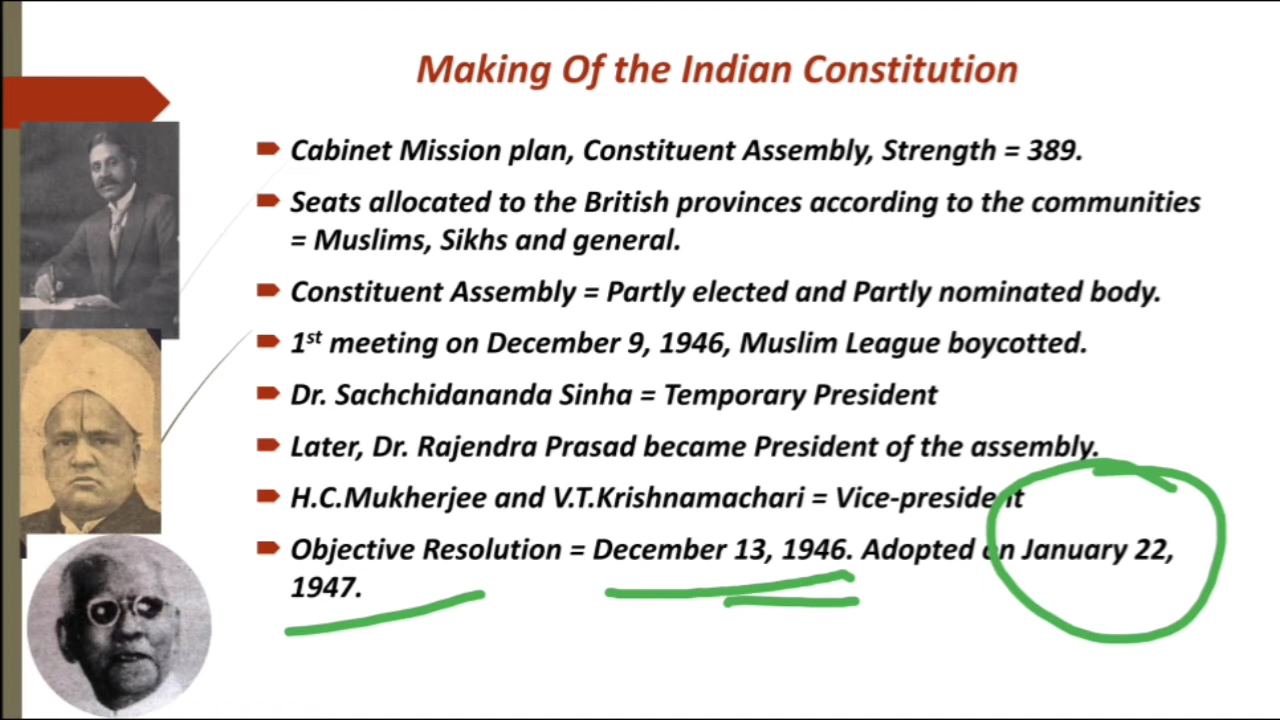 Making Of the Indian Constitution
Cabinet Mission plan, Constituent Assembly, Strength = 389.
Seats allocated to the British provinces according to the communities
= Muslims, Sikhs and general.
Constituent Assembly = Partly elected and Partly nominated body.
1st meeting on December 9, 1946, Muslim League boycotted.
Dr. Sachchidananda Sinha = Temporary President
Later, Dr. Rajendra Prasad became President of the assembly.
H.C.Mukherjee and V.T.Krishnamachari = Vice-president
Objective Resolution = December 13, 1946. Adopted on January 22,
1947.